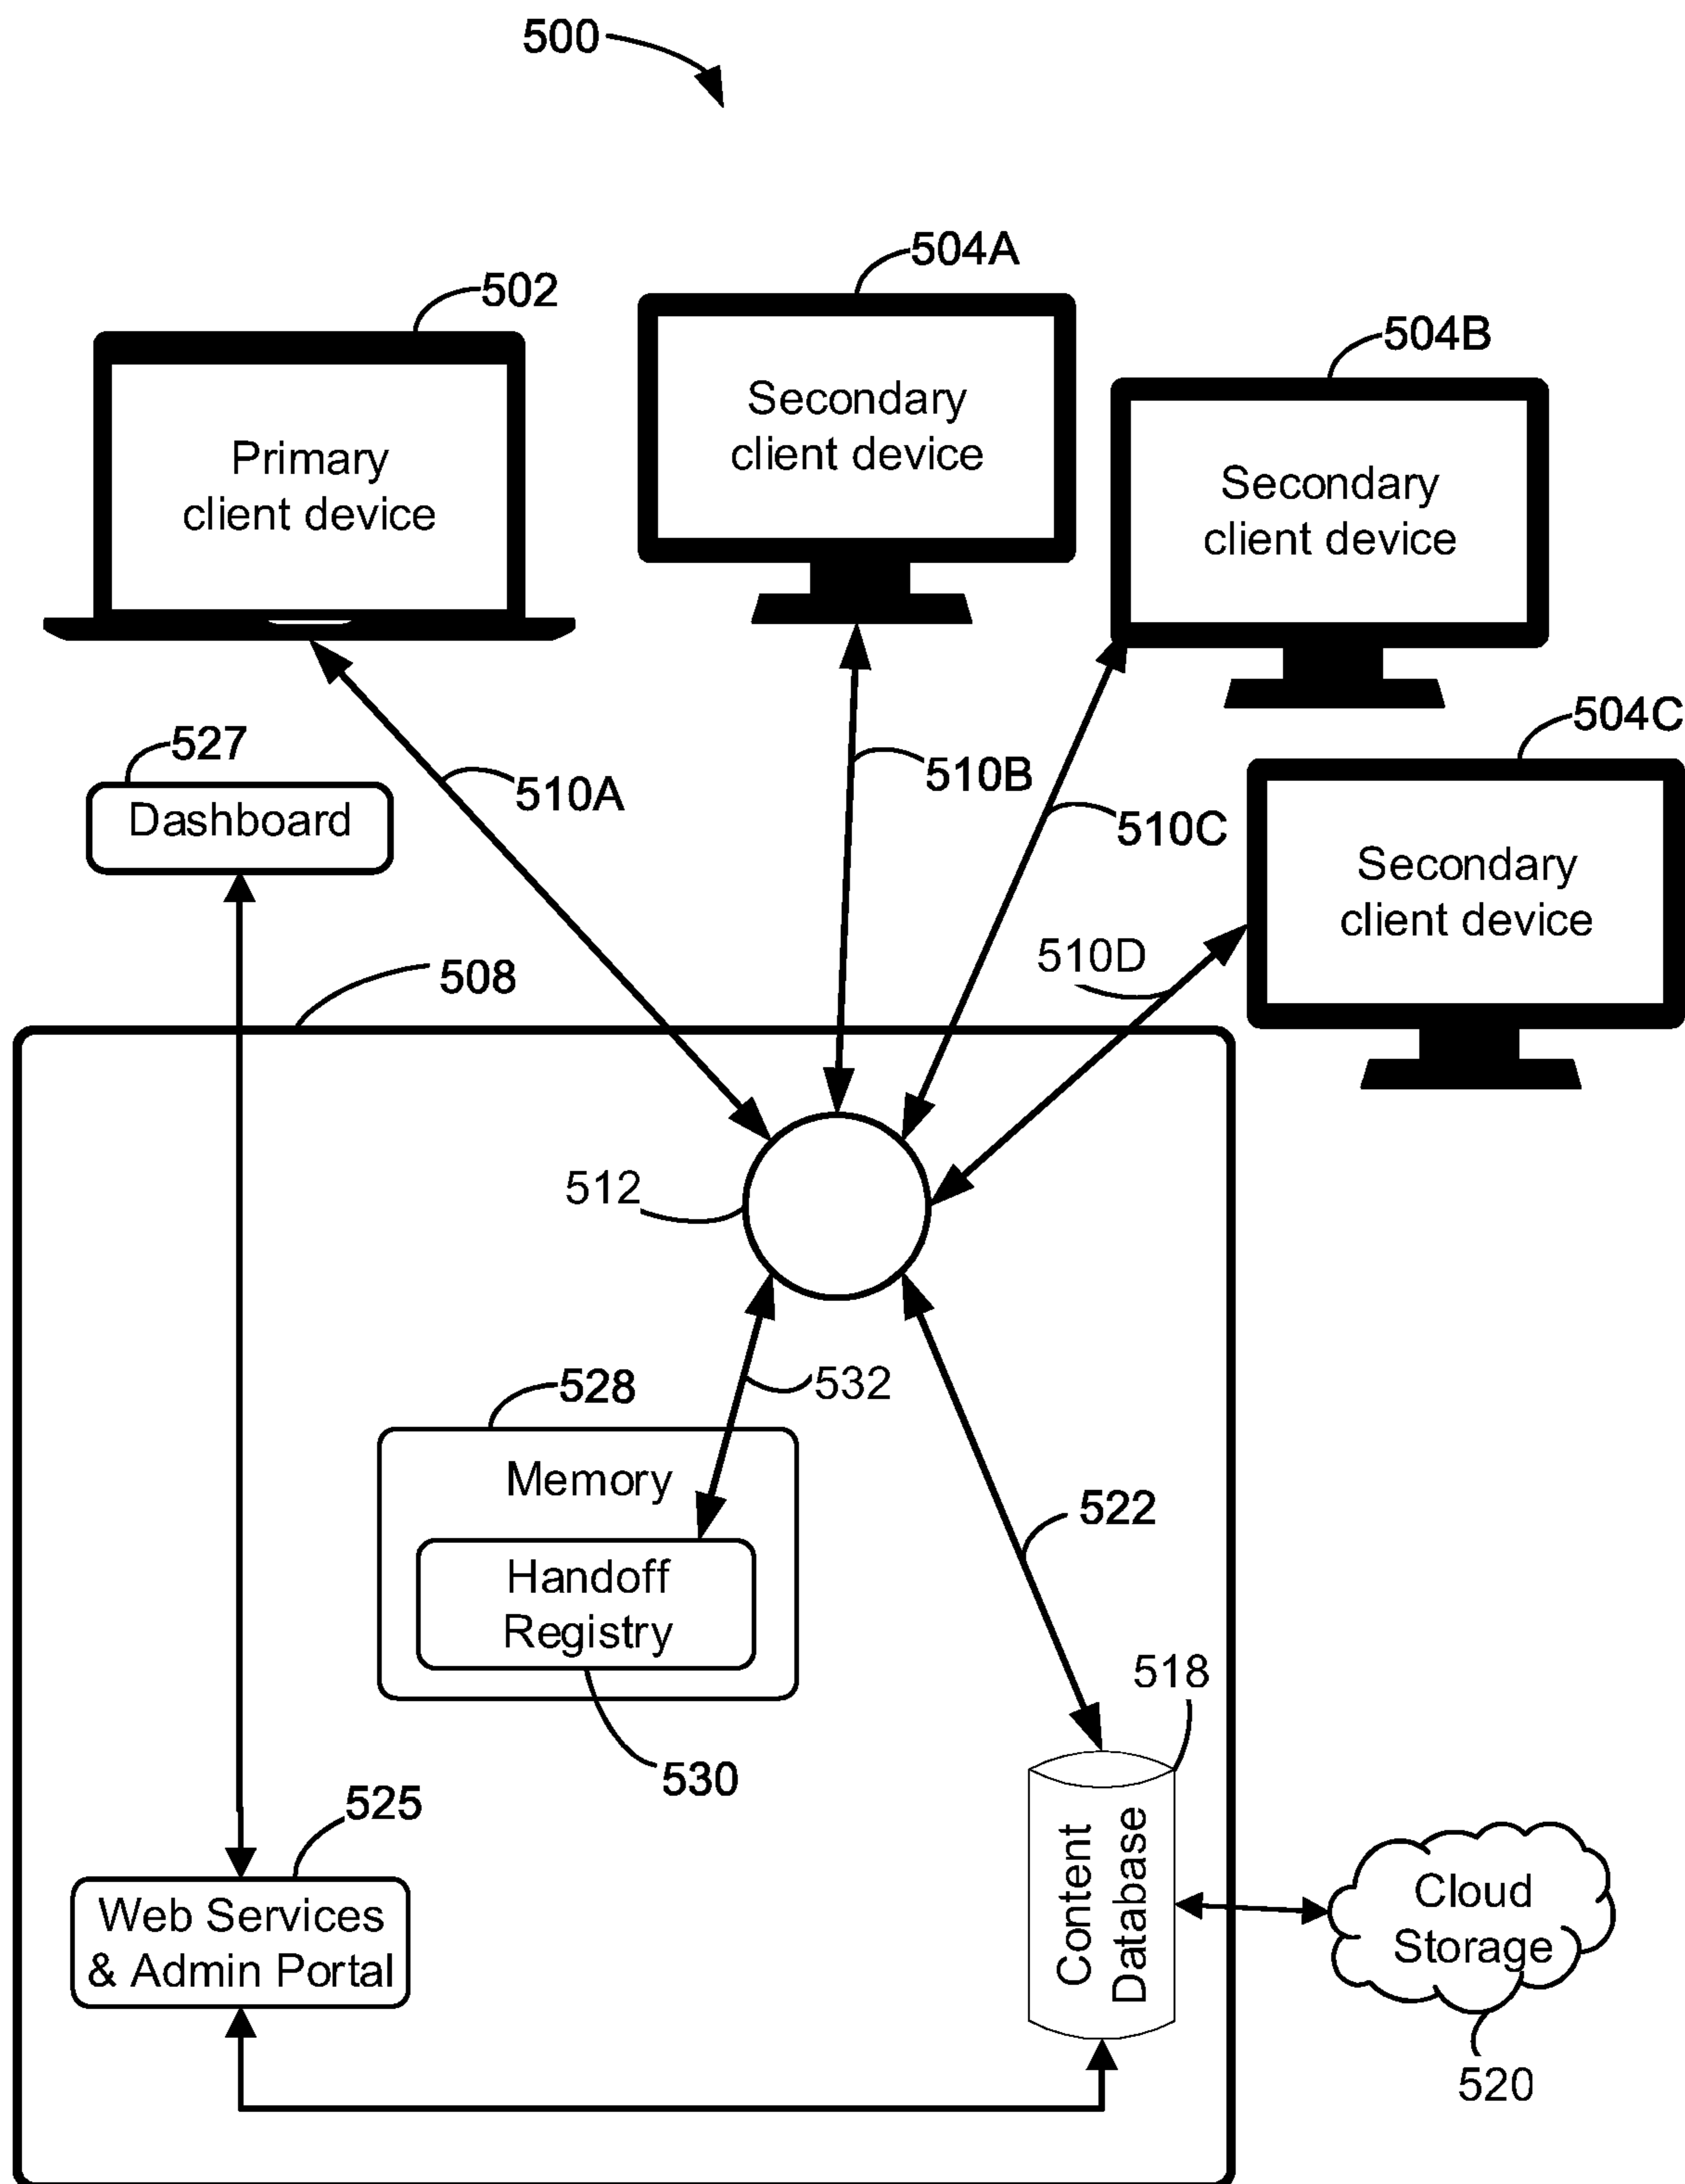 500
504A
502
504B
Secondary
client device
Primary
client device
Secondary
client device
504C
527
510B
510A
Dashboard
510C
Secondary
client device
510D
508
512
532
528
Memory
522
Handoff
Registry
518
530
525
Content
Database
Cloud
Storage
Web Services
& Admin Portal
520